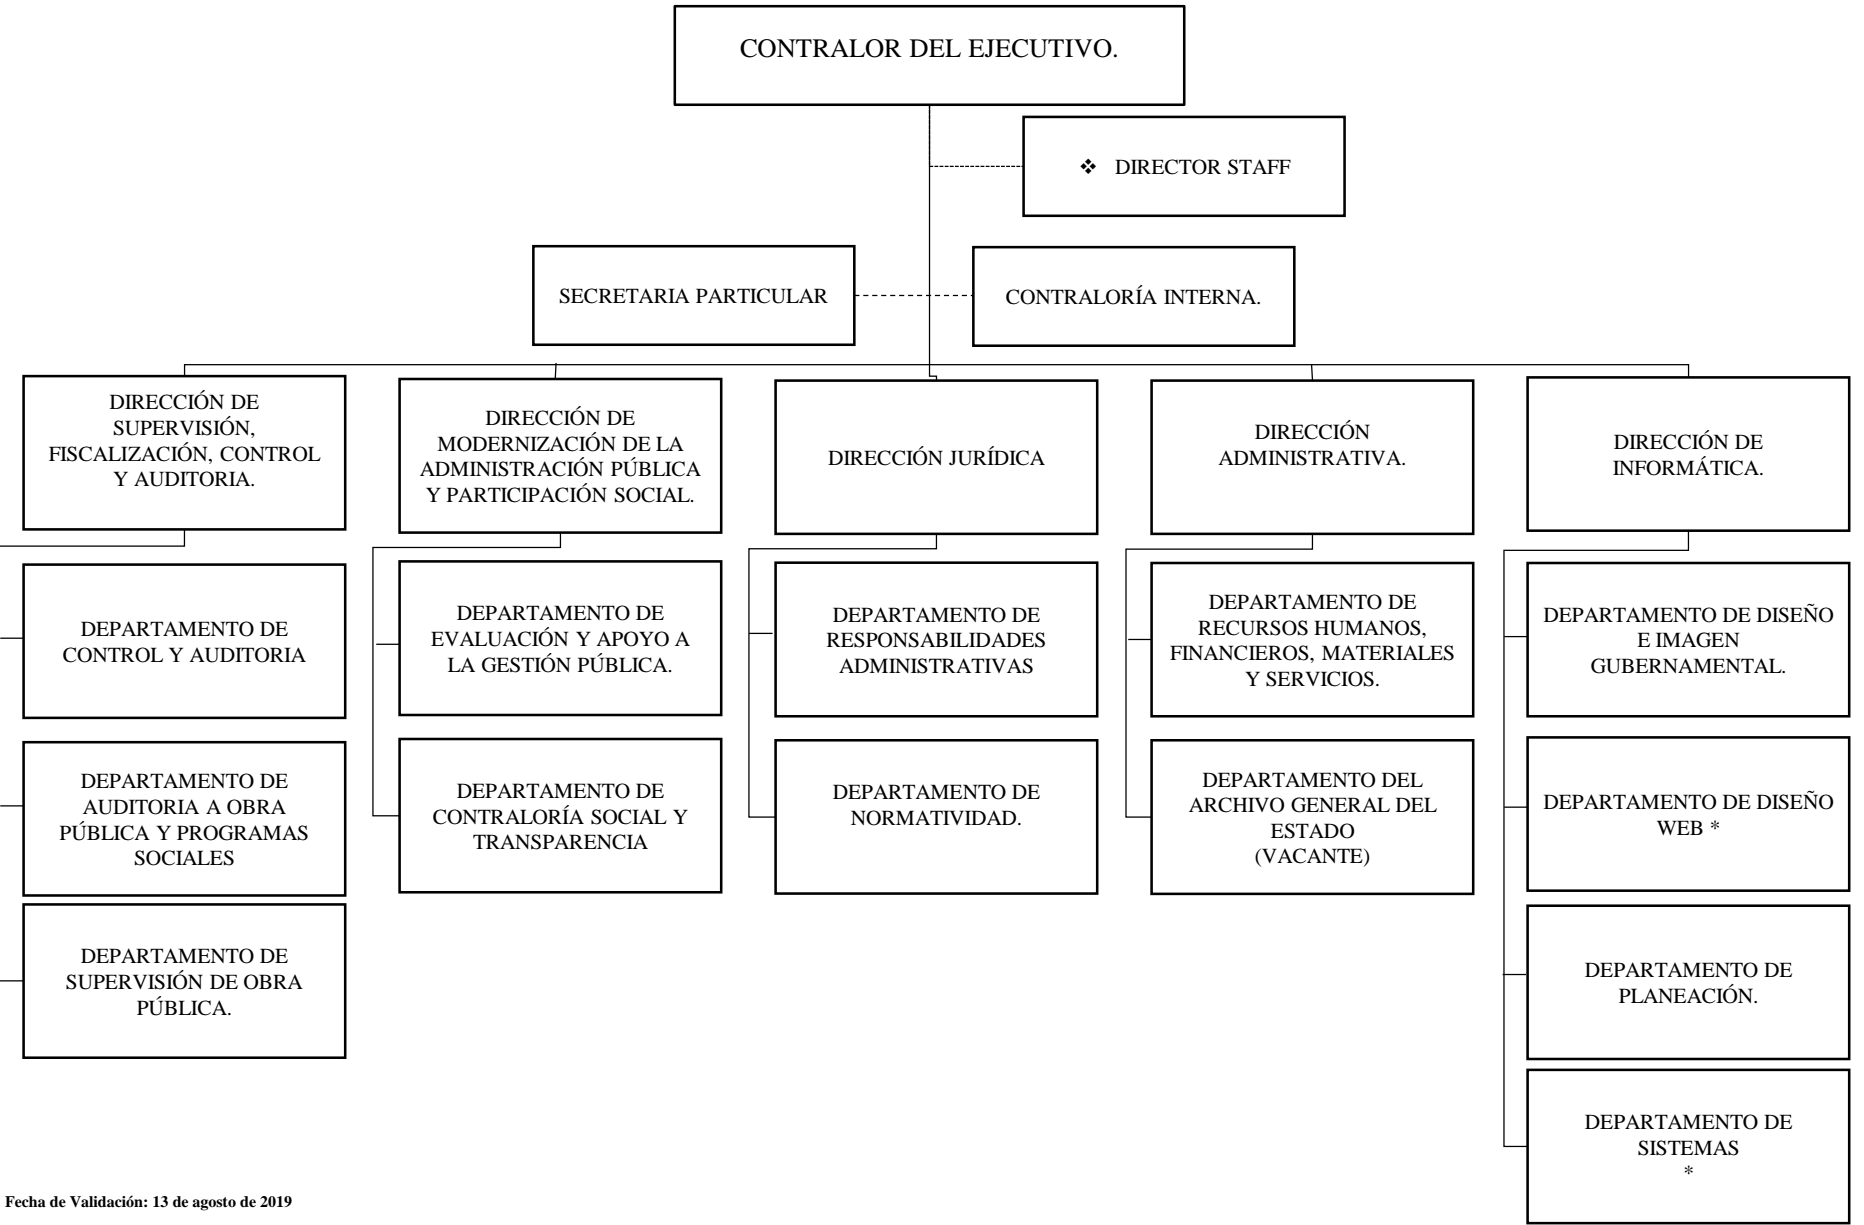 CONTRALOR DEL EJECUTIVO.
❖ DIRECTOR STAFF
SECRETARIA PARTICULAR
CONTRALORÍA INTERNA.
DIRECCIÓN DE
SUPERVISIÓN,
FISCALIZACIÓN, CONTROL
Y AUDITORIA.
DIRECCIÓN DE
MODERNIZACIÓN DE LA
ADMINISTRACIÓN PÚBLICA
Y PARTICIPACIÓN SOCIAL.
DIRECCIÓN JURÍDICA
DIRECCIÓN
ADMINISTRATIVA.
DIRECCIÓN DE
INFORMÁTICA.
DEPARTAMENTO DE
CONTROL Y AUDITORIA
DEPARTAMENTO DE
EVALUACIÓN Y APOYO A
LA GESTIÓN PÚBLICA.
DEPARTAMENTO DE
RESPONSABILIDADES
ADMINISTRATIVAS
DEPARTAMENTO DE
RECURSOS HUMANOS,
FINANCIEROS, MATERIALES
Y SERVICIOS.
DEPARTAMENTO DE DISEÑO
E IMAGEN
GUBERNAMENTAL.
DEPARTAMENTO DE
AUDITORIA A OBRA
PÚBLICA Y PROGRAMAS
SOCIALES
DEPARTAMENTO DE
CONTRALORÍA SOCIAL Y
TRANSPARENCIA
DEPARTAMENTO DE
NORMATIVIDAD.
DEPARTAMENTO DEL
ARCHIVO GENERAL DEL
ESTADO
(VACANTE)
DEPARTAMENTO DE DISEÑO
WEB *
DEPARTAMENTO DE
SUPERVISIÓN DE OBRA
PÚBLICA.
DEPARTAMENTO DE
PLANEACIÓN.
DEPARTAMENTO DE
SISTEMAS
*
Fecha de Validación: 13 de agosto de 2019